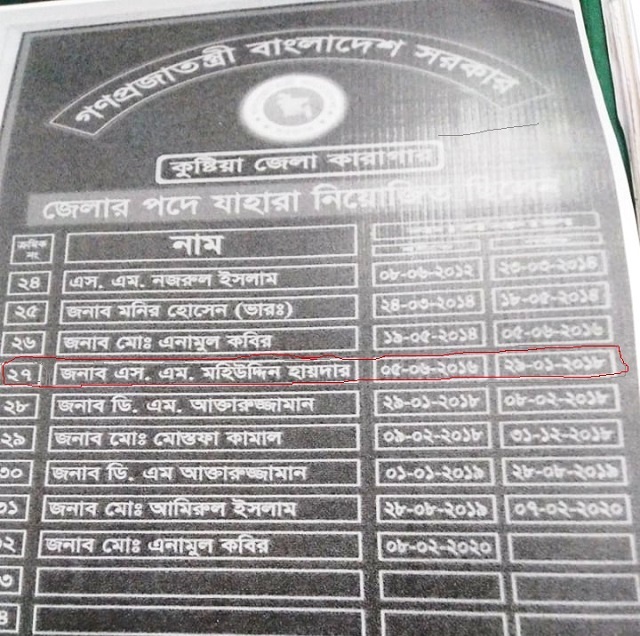 গণপ্রজাতন্ত্রী বাংলাদেশ সরকার
কুষ্টিয়া জেলা কারাগার
জেলার পদে যাহারা নিয়োজিত ছিলেন
ক্রমিক নং নাম
২৪ এস. এম. নজরুল ইসলাম ০৮-০৬-২০১২ ২৩-০৩-২০১৪
২৫ জনাব মনির হোসেন (ভারঃ) ২৪-০৩-২০১৪ ১৮-০৫-২০১৪
২৬ জনাব মোঃ এনামুল কবির ১৯-০৫-২০১৪ ০৫-০৬-২০১৬
২৭ জনাব এস. এম. মহিউদ্দিন হায়দার ০৫-০৬-২০১৬ ২৯-০১-২০১৮
২৮ জনাব ডি. এম. আক্তারুজ্জামান ২৯-০১-২০১৮ ০৮-০২-২০১৮
২৯ জনাব মোঃ মোস্তফা কামাল ০৯-০২-২০১৮ ৩১-১২-২০১৮
৩০ জনাব ডি. এম আক্তারুজ্জামান ০১-০১-২০১৯ ২৮-০৮-২০১৯
৩১ জনাব মোঃ আমিরুল ইসলাম ২৮-০৮-২০১৯ ০৭-০২-২০২০
৩২ জনাব মোঃ এনামুল কবির ০৮-০২-২০২০
৩
৪